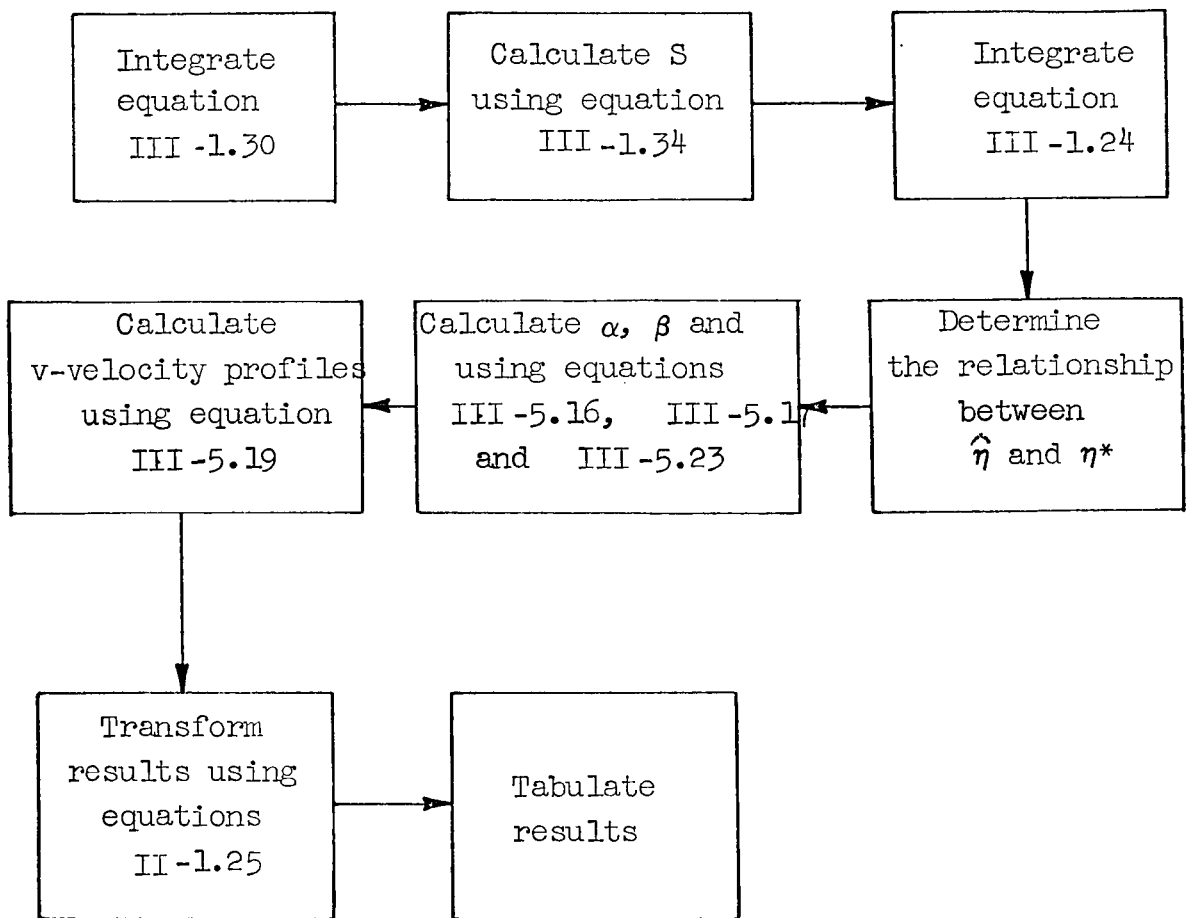 Integrate
equation
III -1.30
Calculate S
using equation
III -1.34
Integrate
equation
III -1.24
Determine
the relationship
between
η̂ and η*
Calculate α, β and
using equations
III -5.16, III -5.17
and III -5.23
Calculate
v-velocity profiles
using equation
III -5.19
Transform
results using
equations
II -1.25
Tabulate
results